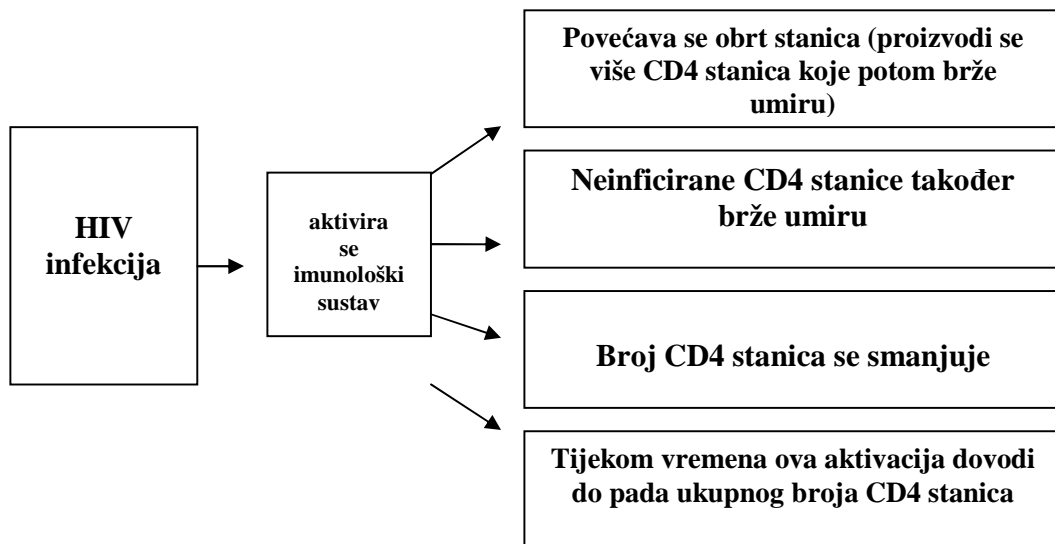 HIV
infekcija
aktivira
se
imunološki
sustav
Povećava se obrt stanica (proizvodi se
više CD4 stanica koje potom brže
umiru)
Neinficirane CD4 stanice također
brže umiru
Broj CD4 stanica se smanjuje
Tijekom vremena ova aktivacija dovodi
do pada ukupnog broja CD4 stanica